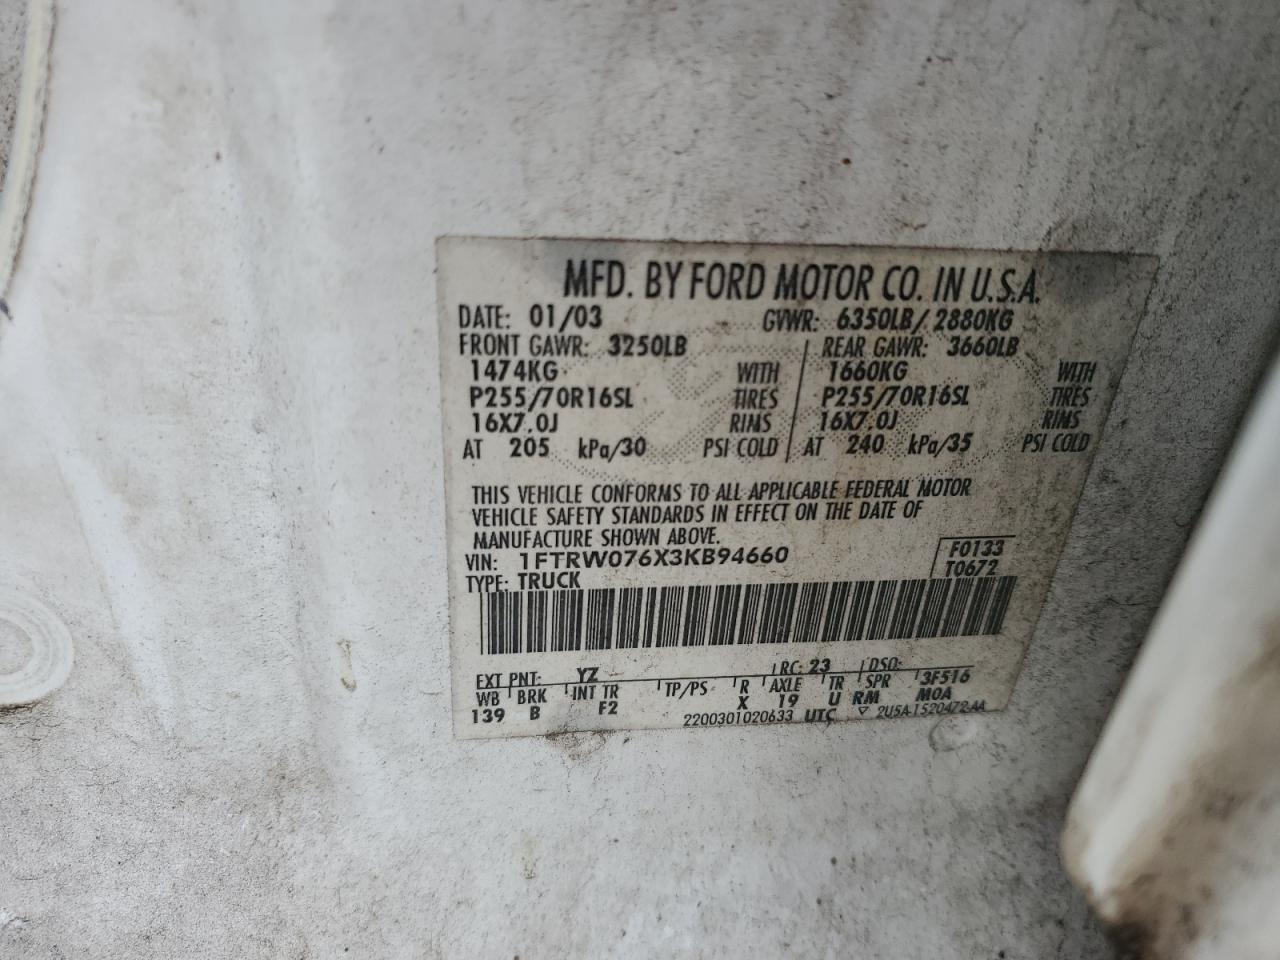 MFD. BY FORD MOTOR CO. IN U.S.A.
DATE: 01/03 GVWR: 6350LB/ 2880KG
FRONT GAWR: 3250LB REAR GAWR: 3660LB
1474KG WITH 1660KG WITH
P255/70R16SL TIRES P255/70R16SL TIRES
16X7.0J RIMS 16X7.0J RIMS
AT 205 kPa/30 PSI COLD AT 240 kPa/35 PSI COLD
THIS VEHICLE CONFORMS TO ALL APPLICABLE FEDERAL MOTOR
VEHICLE SAFETY STANDARDS IN EFFECT ON THE DATE OF
MANUFACTURE SHOWN ABOVE.
VIN: 1FTRW076X3KB94660 F0133
TYPE: TRUCK T0672
EXT PNT: YZ RC: 23 DSO:
WB BRK INT TR TP/PS R AXLE TR SPR 3F516
139 B F2 X 19 U RM MOA
2200301020633 UTC ▽ 2U5A-1520472-AA